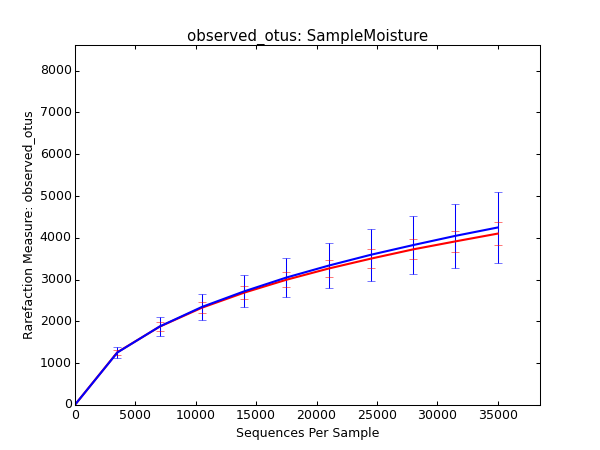 observed_otus: SampleMoisture
Rarefaction Measure: observed_otus
8000
7000
6000
5000
4000
3000
2000
1000
0
0 5000 10000 15000 20000 25000 30000 35000
Sequences Per Sample